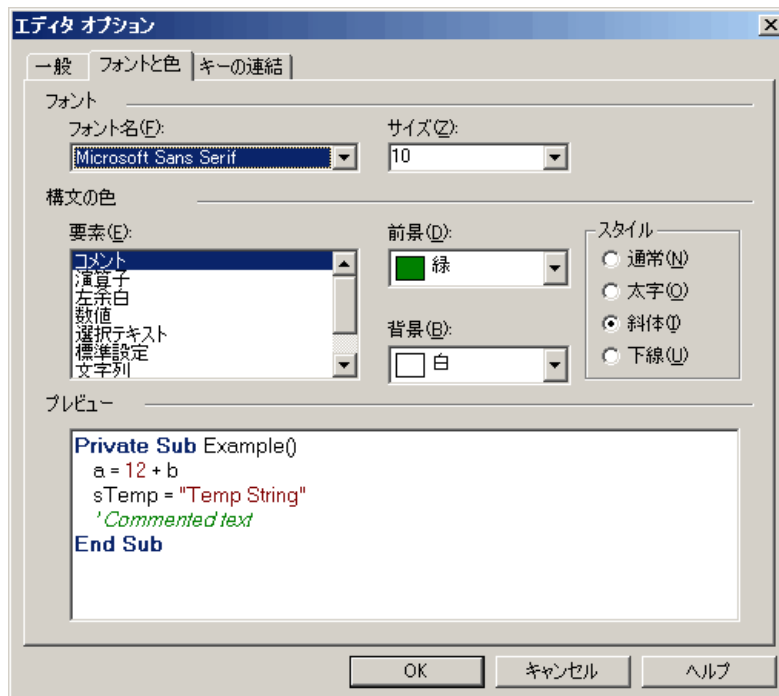 エディタ オプション
一般 フォントと色 キーの連結
フォント
フォント名(F): サイズ(Z):
Microsoft Sans Serif 10
構文の色
要素(E): 前景(D): スタイル
コメント
演算子
左余白
数値
選択テキスト
標準設定
文字列
緑
背景(B):
白
通常(N)
太字(O)
斜体(I)
下線(U)
プレビュー
Private Sub Example()
a = 12 + b
sTemp = "Temp String"
'Commented text
End Sub
OK キャンセル ヘルプ